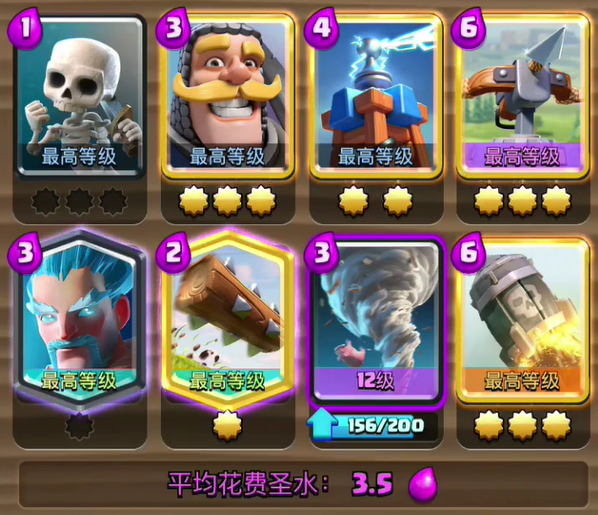 1 3 4 6
最高等级 最高等级 最高等级 最高等级
3 2 3 6
最高等级 最高等级 12级 最高等级
156/200
平均花费圣水: 3.5